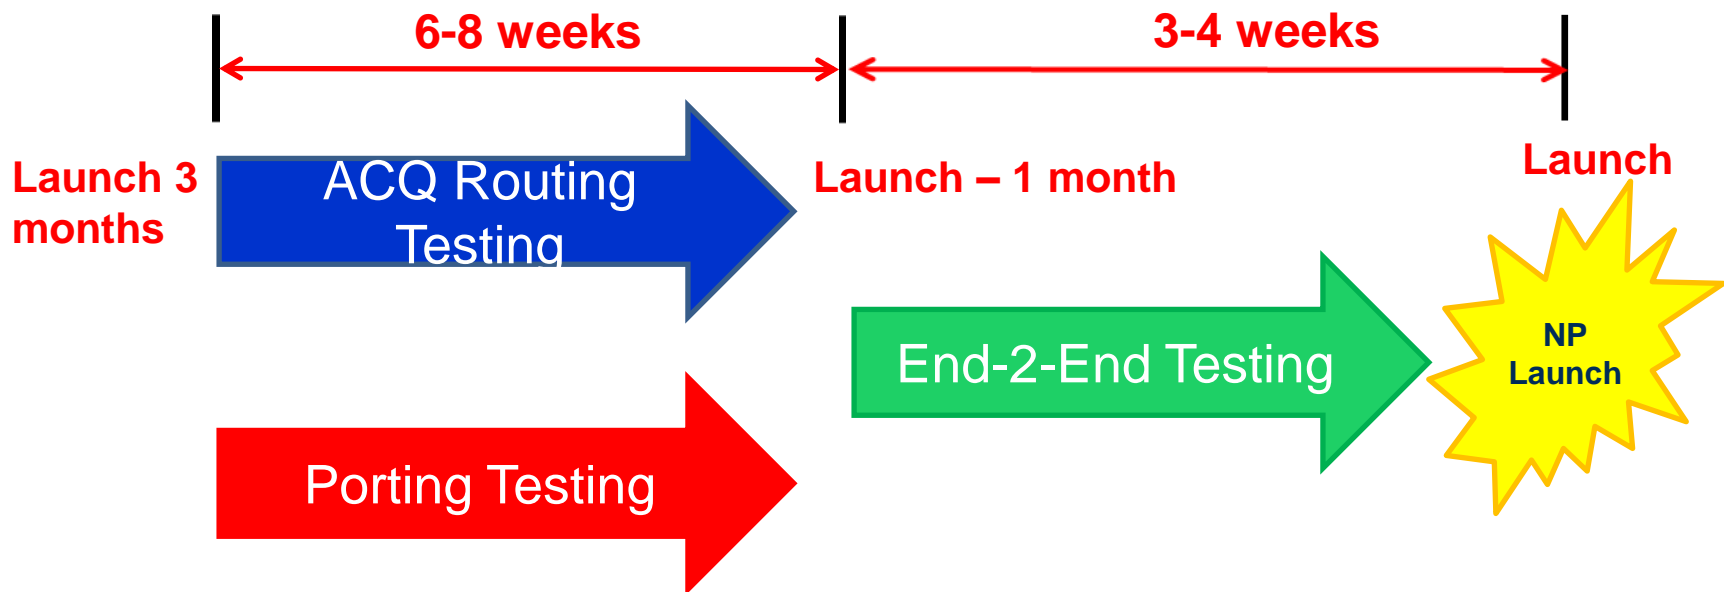 6-8 weeks
3-4 weeks
Launch 3
months
ACQ Routing
Testing
Launch – 1 month
Launch
End-2-End Testing
NP
Launch
Porting Testing